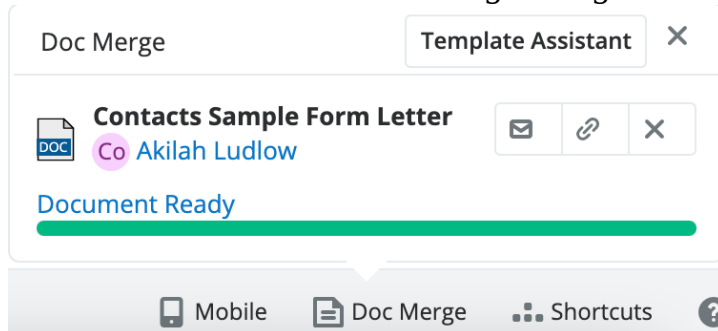 Doc Merge
Template Assistant
DOC
Contacts Sample Form Letter
Co Akilah Ludlow
Document Ready
Mobile
Doc Merge
Shortcuts
?